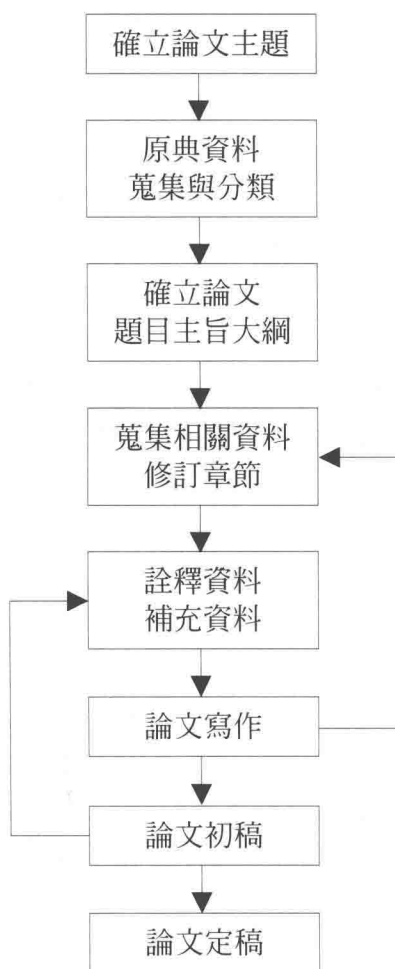 確立論文主題
原典資料
蒐集與分類
確立論文
題目主旨大綱
蒐集相關資料
修訂章節
詮釋資料
補充資料
論文寫作
論文初稿
論文定稿